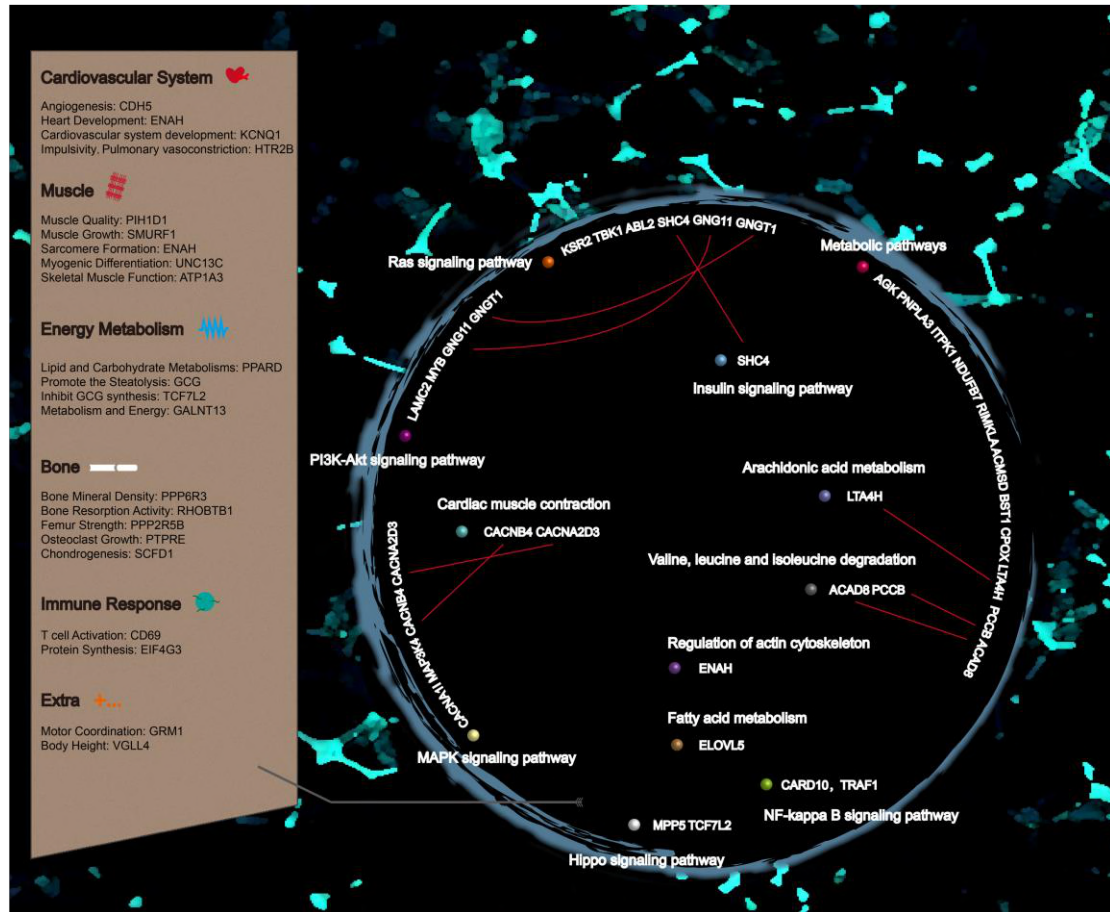 Cardiovascular System
Angiogenesis: CDH5
Heart Development: ENAH
Cardiovascular system development: KCNQ1
Impulsivity, Pulmonary vasoconstriction: HTR2B
Muscle
Muscle Quality: PIH1D1
Muscle Growth: SMURF1
Sarcomere Formation: ENAH
Myogenic Differentiation: UNC13C
Skeletal Muscle Function: ATP1A3
Energy Metabolism
Lipid and Carbohydrate Metabolisms: PPARD
Promote the Steatolysis: GCG
Inhibit GCG synthesis: TCF7L2
Metabolism and Energy: GALNT13
Bone
Bone Mineral Density: PPP6R3
Bone Resorption Activity: RHOBTB1
Femur Strength: PPP2R5B
Osteoclast Growth: PTPRE
Chondrogenesis: SCFD1
Immune Response
T cell Activation: CD69
Protein Synthesis: EIF4G3
Extra +...
Motor Coordination: GRM1
Body Height: VGLL4
KSR2 TBK1 ABL2 SHC4 GNG11 GNGT1
Ras signaling pathway
Metabolic pathways
AGK PNPLA3 ITPK1 NDUFB7 RIMKLA ACMSD BST1 CPOX LTA4H PCCB ACAD8
LAMC2 MYB GNG11 GNGT1
PI3K-Akt signaling pathway
SHC4
Insulin signaling pathway
Arachidonic acid metabolism
LTA4H
Cardiac muscle contraction
CACNB4 CACNA2D3
Valine, leucine and isoleucine degradation
ACAD8 PCCB
CACNA1I MAP3K4 CACNB4 CACNA2D3
MAPK signaling pathway
Regulation of actin cytoskeleton
ENAH
Fatty acid metabolism
ELOVL5
CARD10, TRAF1
NF-kappa B signaling pathway
MPP5 TCF7L2
Hippo signaling pathway